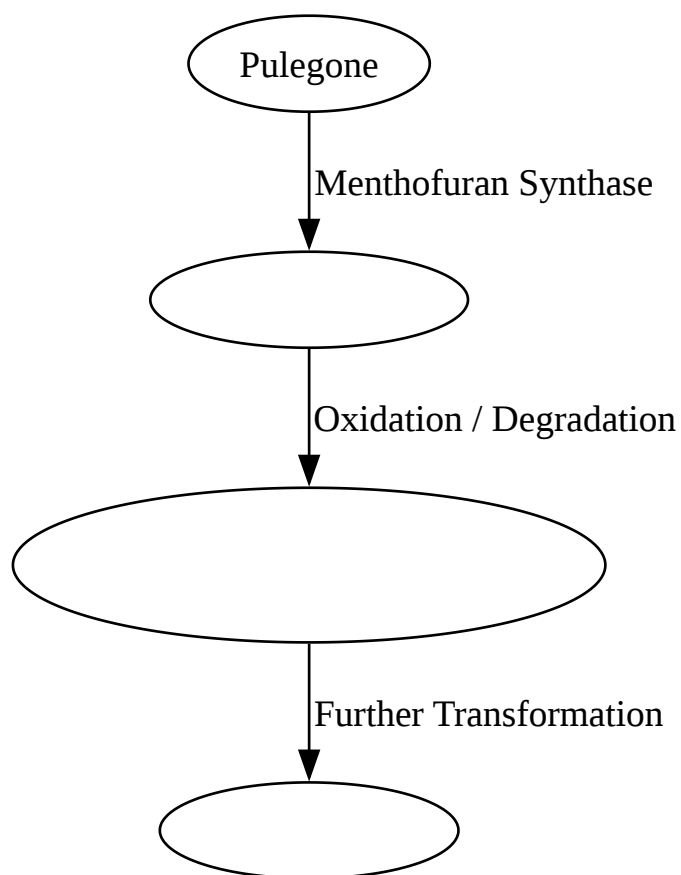 Pulegone
Menthofuran Synthase
Oxidation / Degradation
Further Transformation